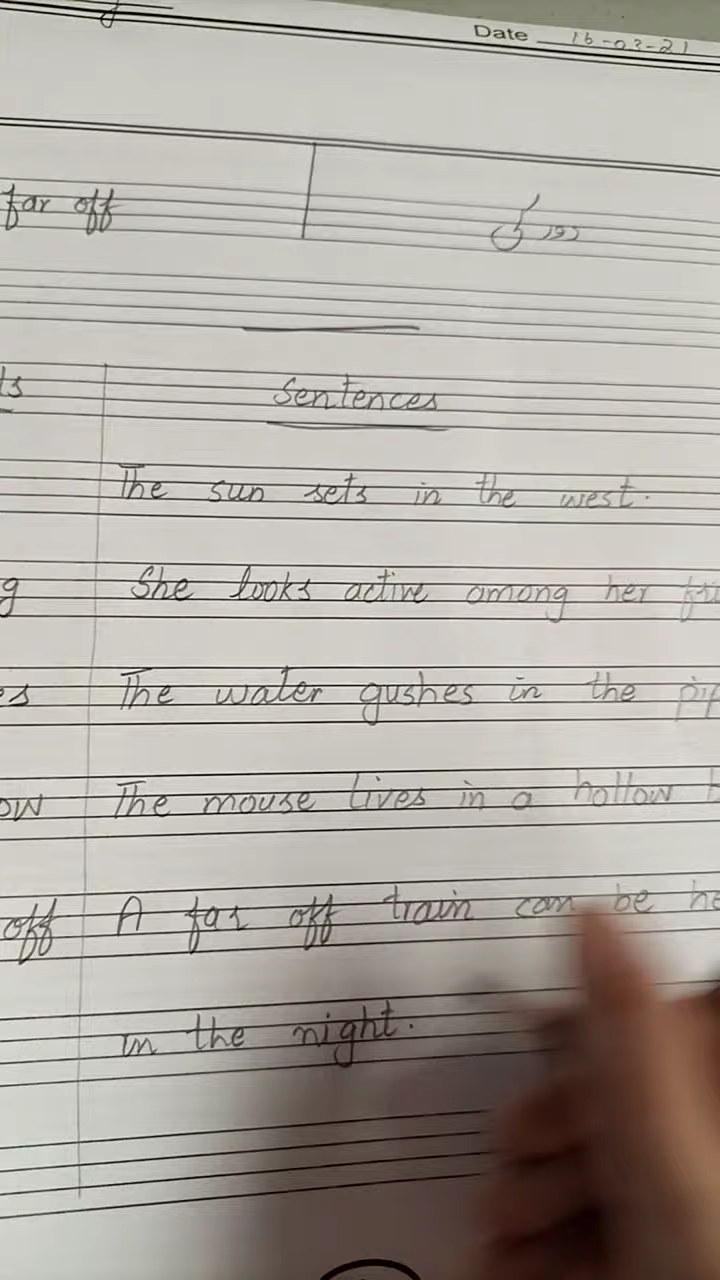 Date 16-03-21
far off دور
Sentences
The sun sets in the west.
She looks active among her
The water gushes in the
The mouse lives in a hollow
off A far off train can be
in the night.